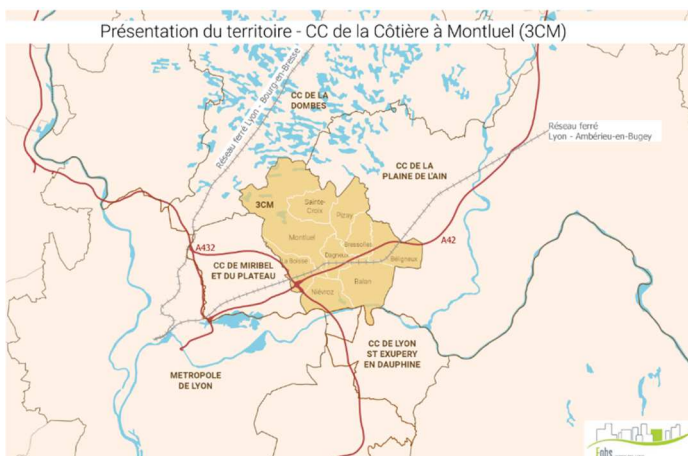 Présentation du territoire - CC de la Côtière à Montluel (3CM)
CC DE LA
DOMBES
Réseau ferré Lyon - Bourg-en-Bresse
Réseau ferré
Lyon - Ambérieu-en-Bugey
CC DE LA
PLAINE DE L'AIN
3CM
Sainte-
Croix
Pizay
Montluel
Bressolles
A432
A42
Dagneux
La Boisse
Béligneux
CC DE MIRIBEL
ET DU PLATEAU
Balan
Niévroz
CC DE LYON
ST EXUPERY
EN DAUPHINE
METROPOLE
DE LYON